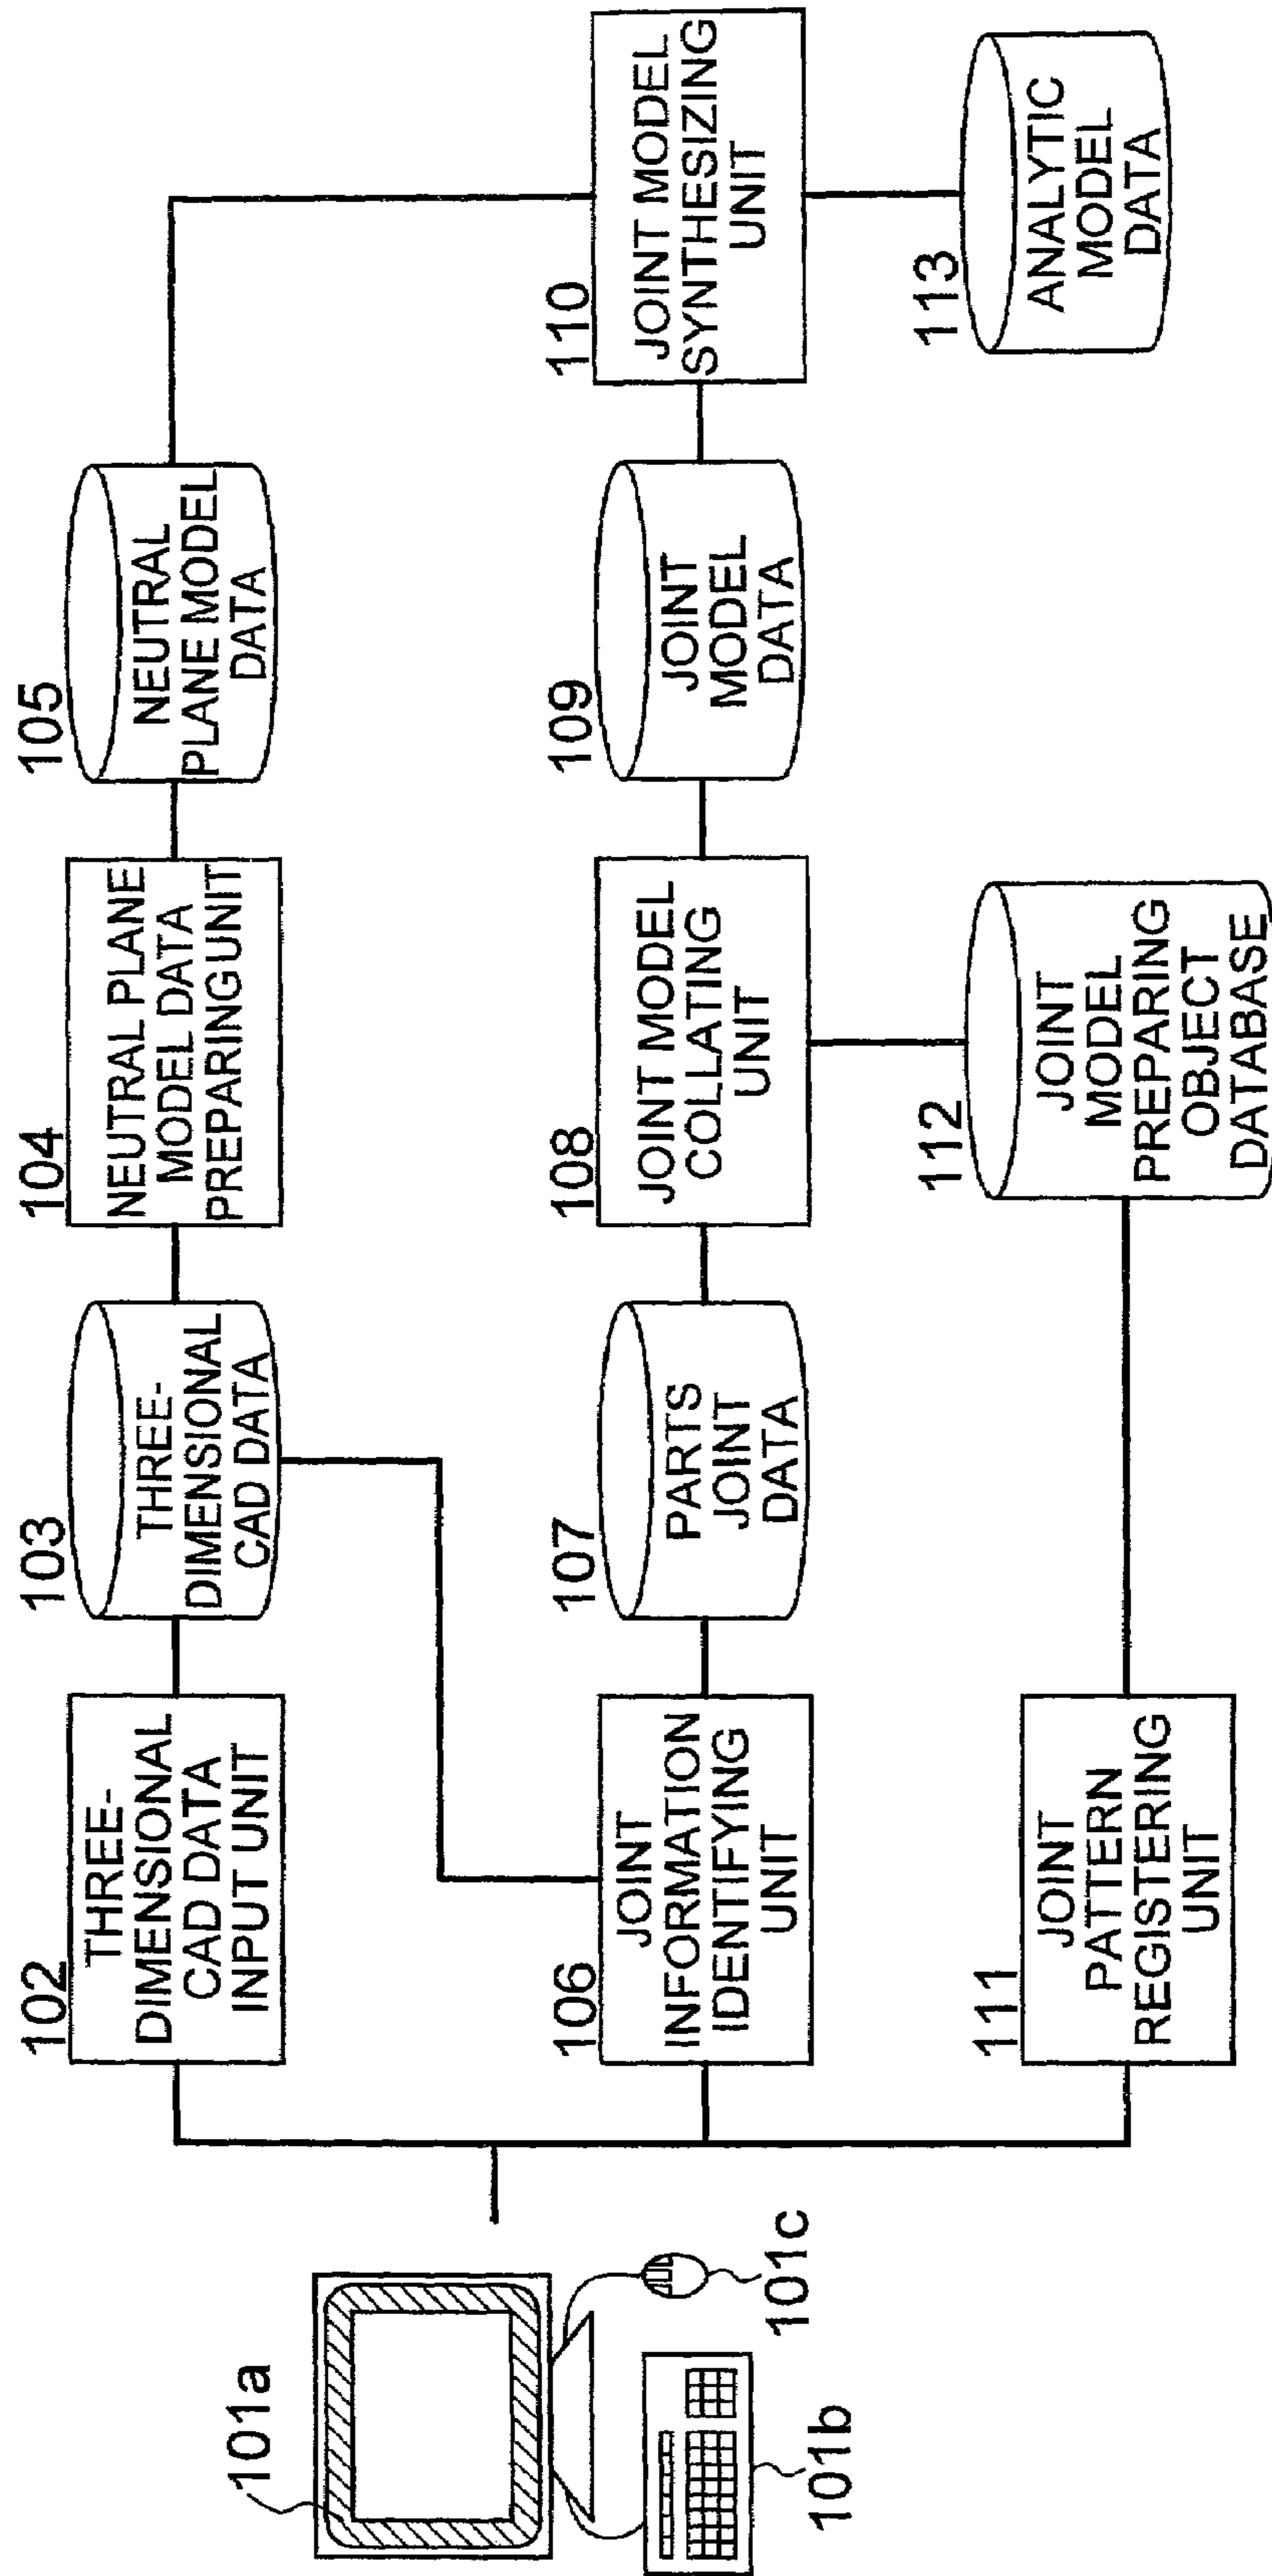 101a
101b
101c
102
THREE-
DIMENSIONAL
CAD DATA
INPUT UNIT
103
THREE-
DIMENSIONAL
CAD DATA
104
NEUTRAL PLANE
MODEL DATA
PREPARING UNIT
105
NEUTRAL
PLANE MODEL
DATA
106
JOINT
INFORMATION
IDENTIFYING
UNIT
107
PARTS
JOINT
DATA
108
JOINT MODEL
COLLATING
UNIT
109
JOINT
MODEL
DATA
110
JOINT MODEL
SYNTHESIZING
UNIT
111
JOINT
PATTERN
REGISTERING
UNIT
112
JOINT
MODEL
PREPARING
OBJECT
DATABASE
113
ANALYTIC
MODEL
DATA